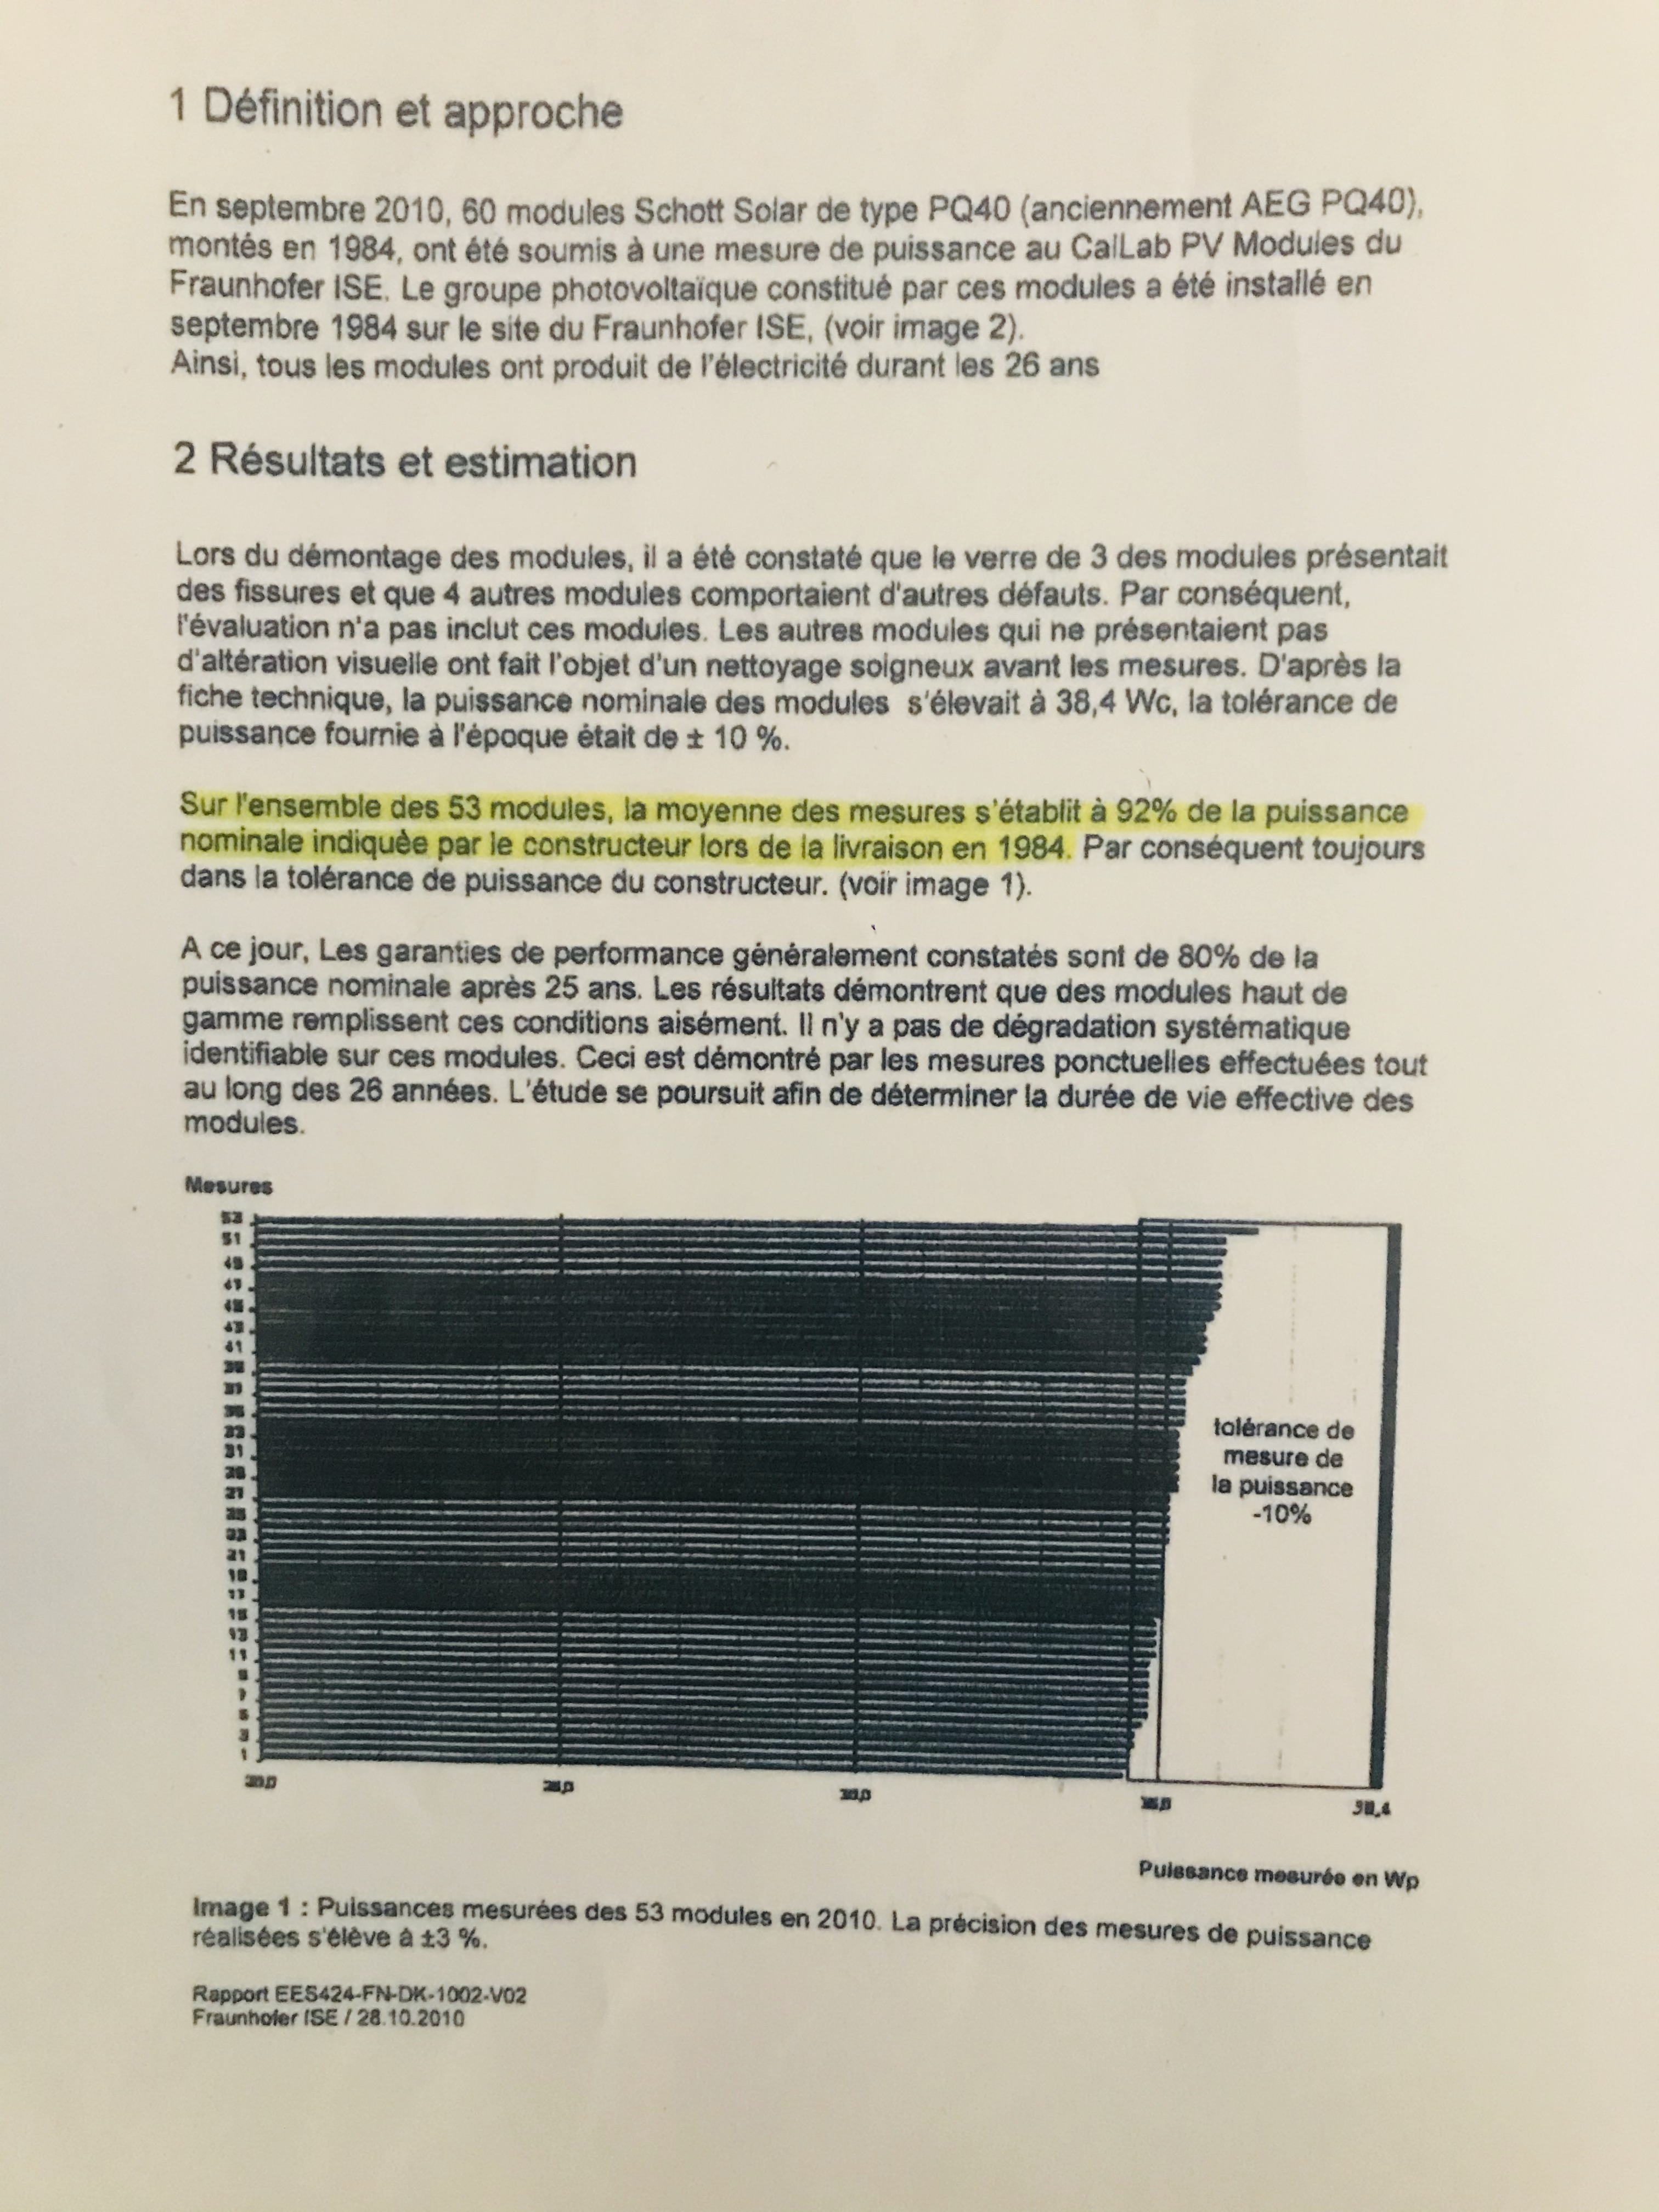 1 Définition et approche
En septembre 2010, 60 modules Schott Solar de type PQ40 (anciennement AEG PQ40),
montés en 1984, ont été soumis à une mesure de puissance au CalLab PV Modules du
Fraunhofer ISE. Le groupe photovoltaïque constitué par ces modules a été installé en
septembre 1984 sur le site du Fraunhofer ISE, (voir image 2).
Ainsi, tous les modules ont produit de l'électricité durant les 26 ans
2 Résultats et estimation
Lors du démontage des modules, il a été constaté que le verre de 3 des modules présentait
des fissures et que 4 autres modules comportaient d'autres défauts. Par conséquent,
l'évaluation n'a pas inclut ces modules. Les autres modules qui ne présentaient pas
d'altération visuelle ont fait l'objet d'un nettoyage soigneux avant les mesures. D'après la
fiche technique, la puissance nominale des modules s'élevait à 38,4 Wc, la tolérance de
puissance fournie à l'époque était de ± 10 %.
Sur l'ensemble des 53 modules, la moyenne des mesures s'établit à 92% de la puissance
nominale indiquèe par le constructeur lors de la livraison en 1984. Par conséquent toujours
dans la tolérance de puissance du constructeur. (voir image 1).
A ce jour, Les garanties de performance généralement constatés sont de 80% de la
puissance nominale après 25 ans. Les résultats démontrent que des modules haut de
gamme remplissent ces conditions aisément. Il n'y a pas de dégradation systématique
identifiable sur ces modules. Ceci est démontré par les mesures ponctuelles effectuées tout
au long des 26 années. L'étude se poursuit afin de déterminer la durée de vie effective des
modules.
Mesures
53
51
49
47
45
43
41
39
37
35
33
31
29
27
25
23
21
19
17
15
13
11
9
7
5
3
1
tolérance de
mesure de
la puissance
-10%
30,0
38,4
Puissance mesurée en Wp
Image 1 : Puissances mesurées des 53 modules en 2010. La précision des mesures de puissance
réalisées s'élève à ±3 %.
Rapport EES424-FN-DK-1002-V02
Fraunhofer ISE / 28.10.2010